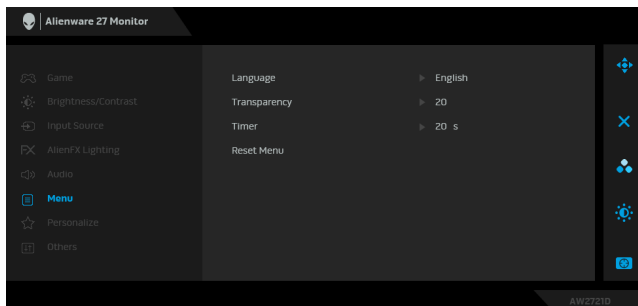 Alienware 27 Monitor
Game
Brightness/Contrast
Input Source
FX AlienFX Lighting
Audio
Menu
Personalize
Others
Language English
Transparency 20
Timer 20 s
Reset Menu
AW2721D